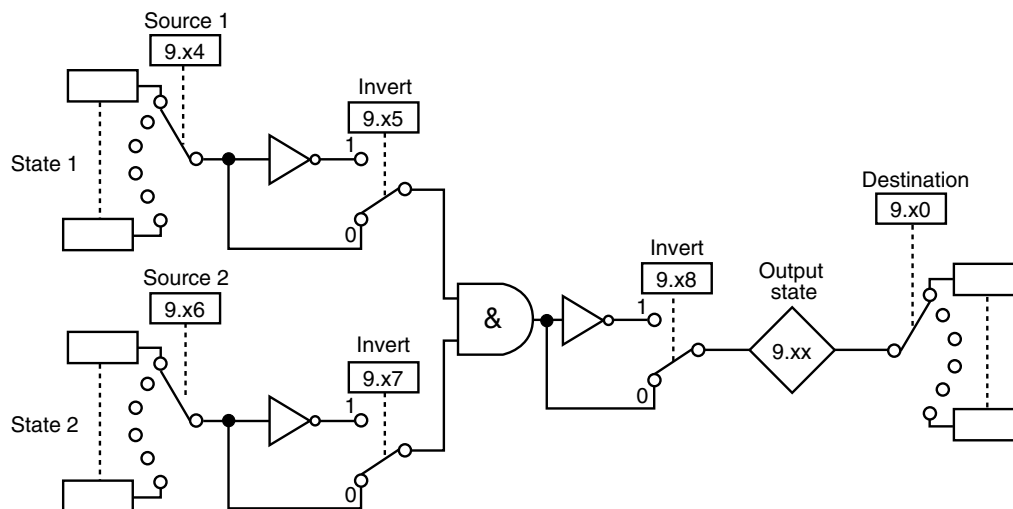 Source 1
9.x4
Invert
9.x5
1
State 1
0
Destination
9.x0
Source 2
9.x6
Invert
9.x8
Output
state
1
&
9.xx
Invert
9.x7
0
1
State 2
0